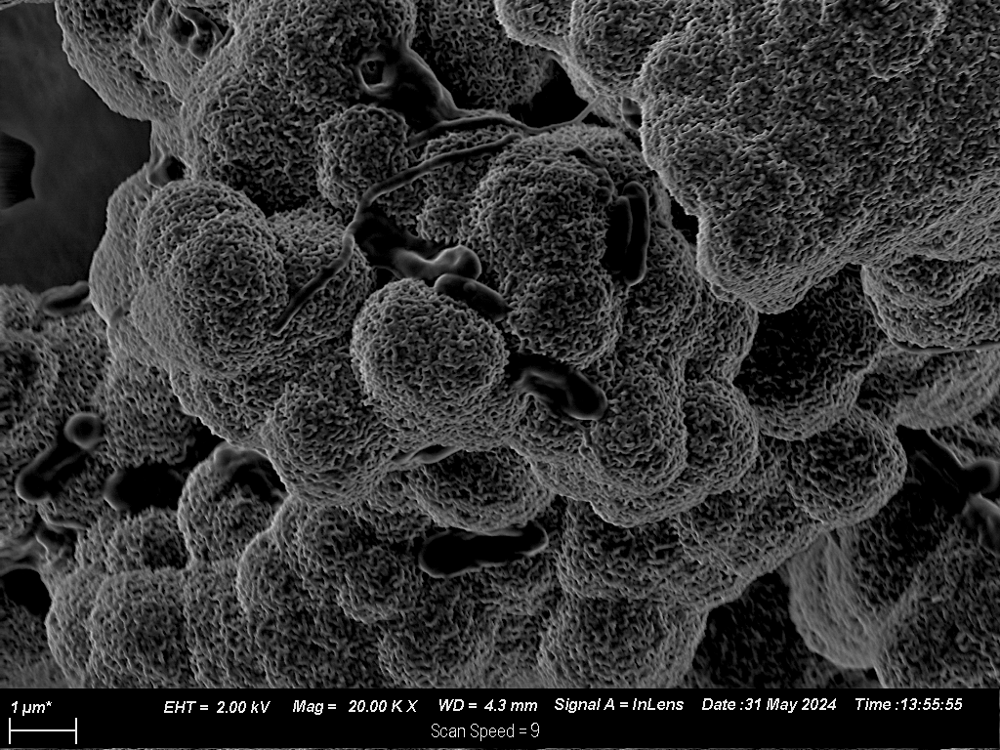 1 µm* EHT = 2.00 kV Mag = 20.00 K X WD = 4.3 mm Signal A = InLens Date :31 May 2024 Time :13:55:55
Scan Speed = 9